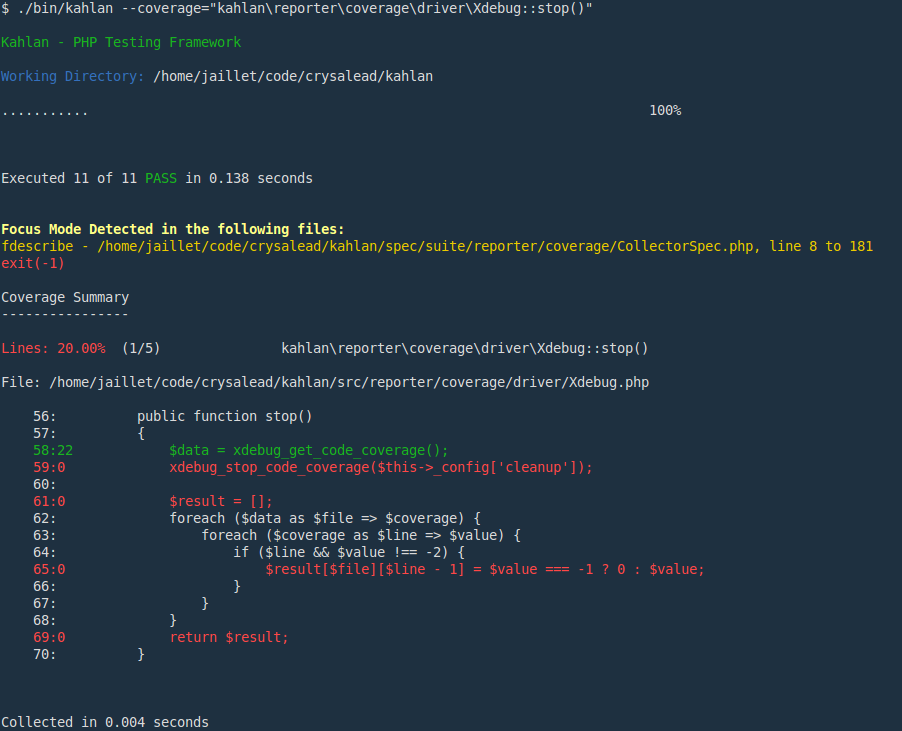 $ ./bin/kahlan --coverage="kahlan\reporter\coverage\driver\Xdebug::stop()"
Kahlan - PHP Testing Framework
Working Directory: /home/jaillet/code/crysalead/kahlan
........... 100%
Executed 11 of 11 PASS in 0.138 seconds
Focus Mode Detected in the following files:
fdescribe - /home/jaillet/code/crysalead/kahlan/spec/suite/reporter/coverage/CollectorSpec.php, line 8 to 181
exit(-1)
Coverage Summary
----------------
Lines: 20.00% (1/5) kahlan\reporter\coverage\driver\Xdebug::stop()
File: /home/jaillet/code/crysalead/kahlan/src/reporter/coverage/driver/Xdebug.php
56: public function stop()
57: {
58:22 $data = xdebug_get_code_coverage();
59:0 xdebug_stop_code_coverage($this->_config['cleanup']);
60:
61:0 $result = [];
62: foreach ($data as $file => $coverage) {
63: foreach ($coverage as $line => $value) {
64: if ($line && $value !== -2) {
65:0 $result[$file][$line - 1] = $value === -1 ? 0 : $value;
66: }
67: }
68: }
69:0 return $result;
70: }
Collected in 0.004 seconds